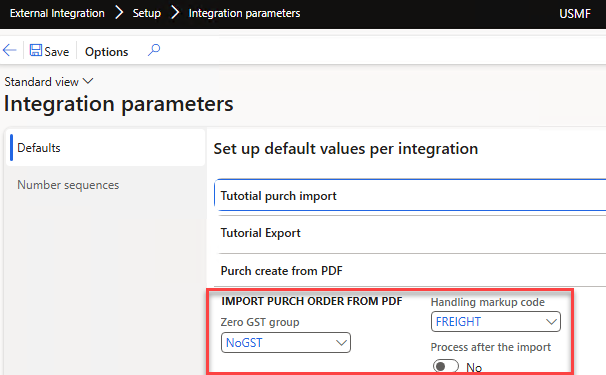 External Integration > Setup > Integration parameters USMF
Save Options
Standard view
Integration parameters
Defaults
Number sequences
Set up default values per integration
Tutotial purch import
Tutorial Export
Purch create from PDF
IMPORT PURCH ORDER FROM PDF
Zero GST group
NoGST
Handling markup code
FREIGHT
Process after the import
No